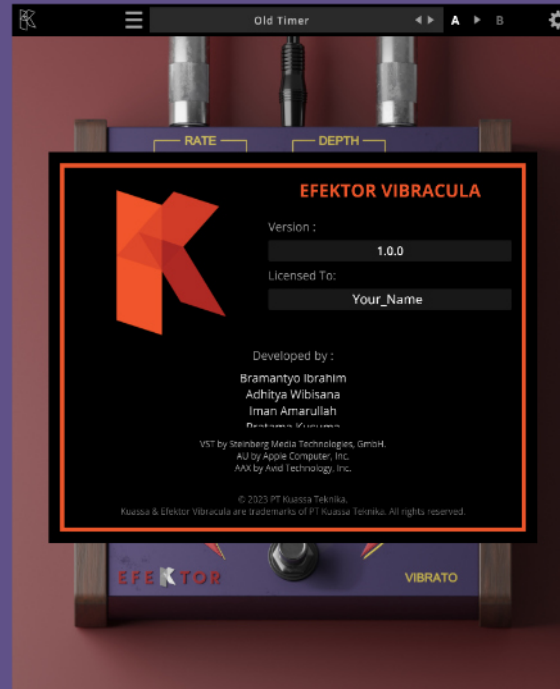 Old Timer
A
B
RATE
DEPTH
EFEKTOR VIBRACULA
Version :
1.0.0
Licensed To:
Your_Name
Developed by :
Bramantyo Ibrahim
Adhitya Wibisana
Iman Amarullah
Pratama Kusuma
VST by Steinberg Media Technologies, GmbH.
AU by Apple Computer, Inc.
AAX by Avid Technology, Inc.
© 2023 PT Kuassa Teknika.
Kuassa & Efektor Vibracula are trademarks of PT Kuassa Teknika. All rights reserved.
EFEKTOR
VIBRATO